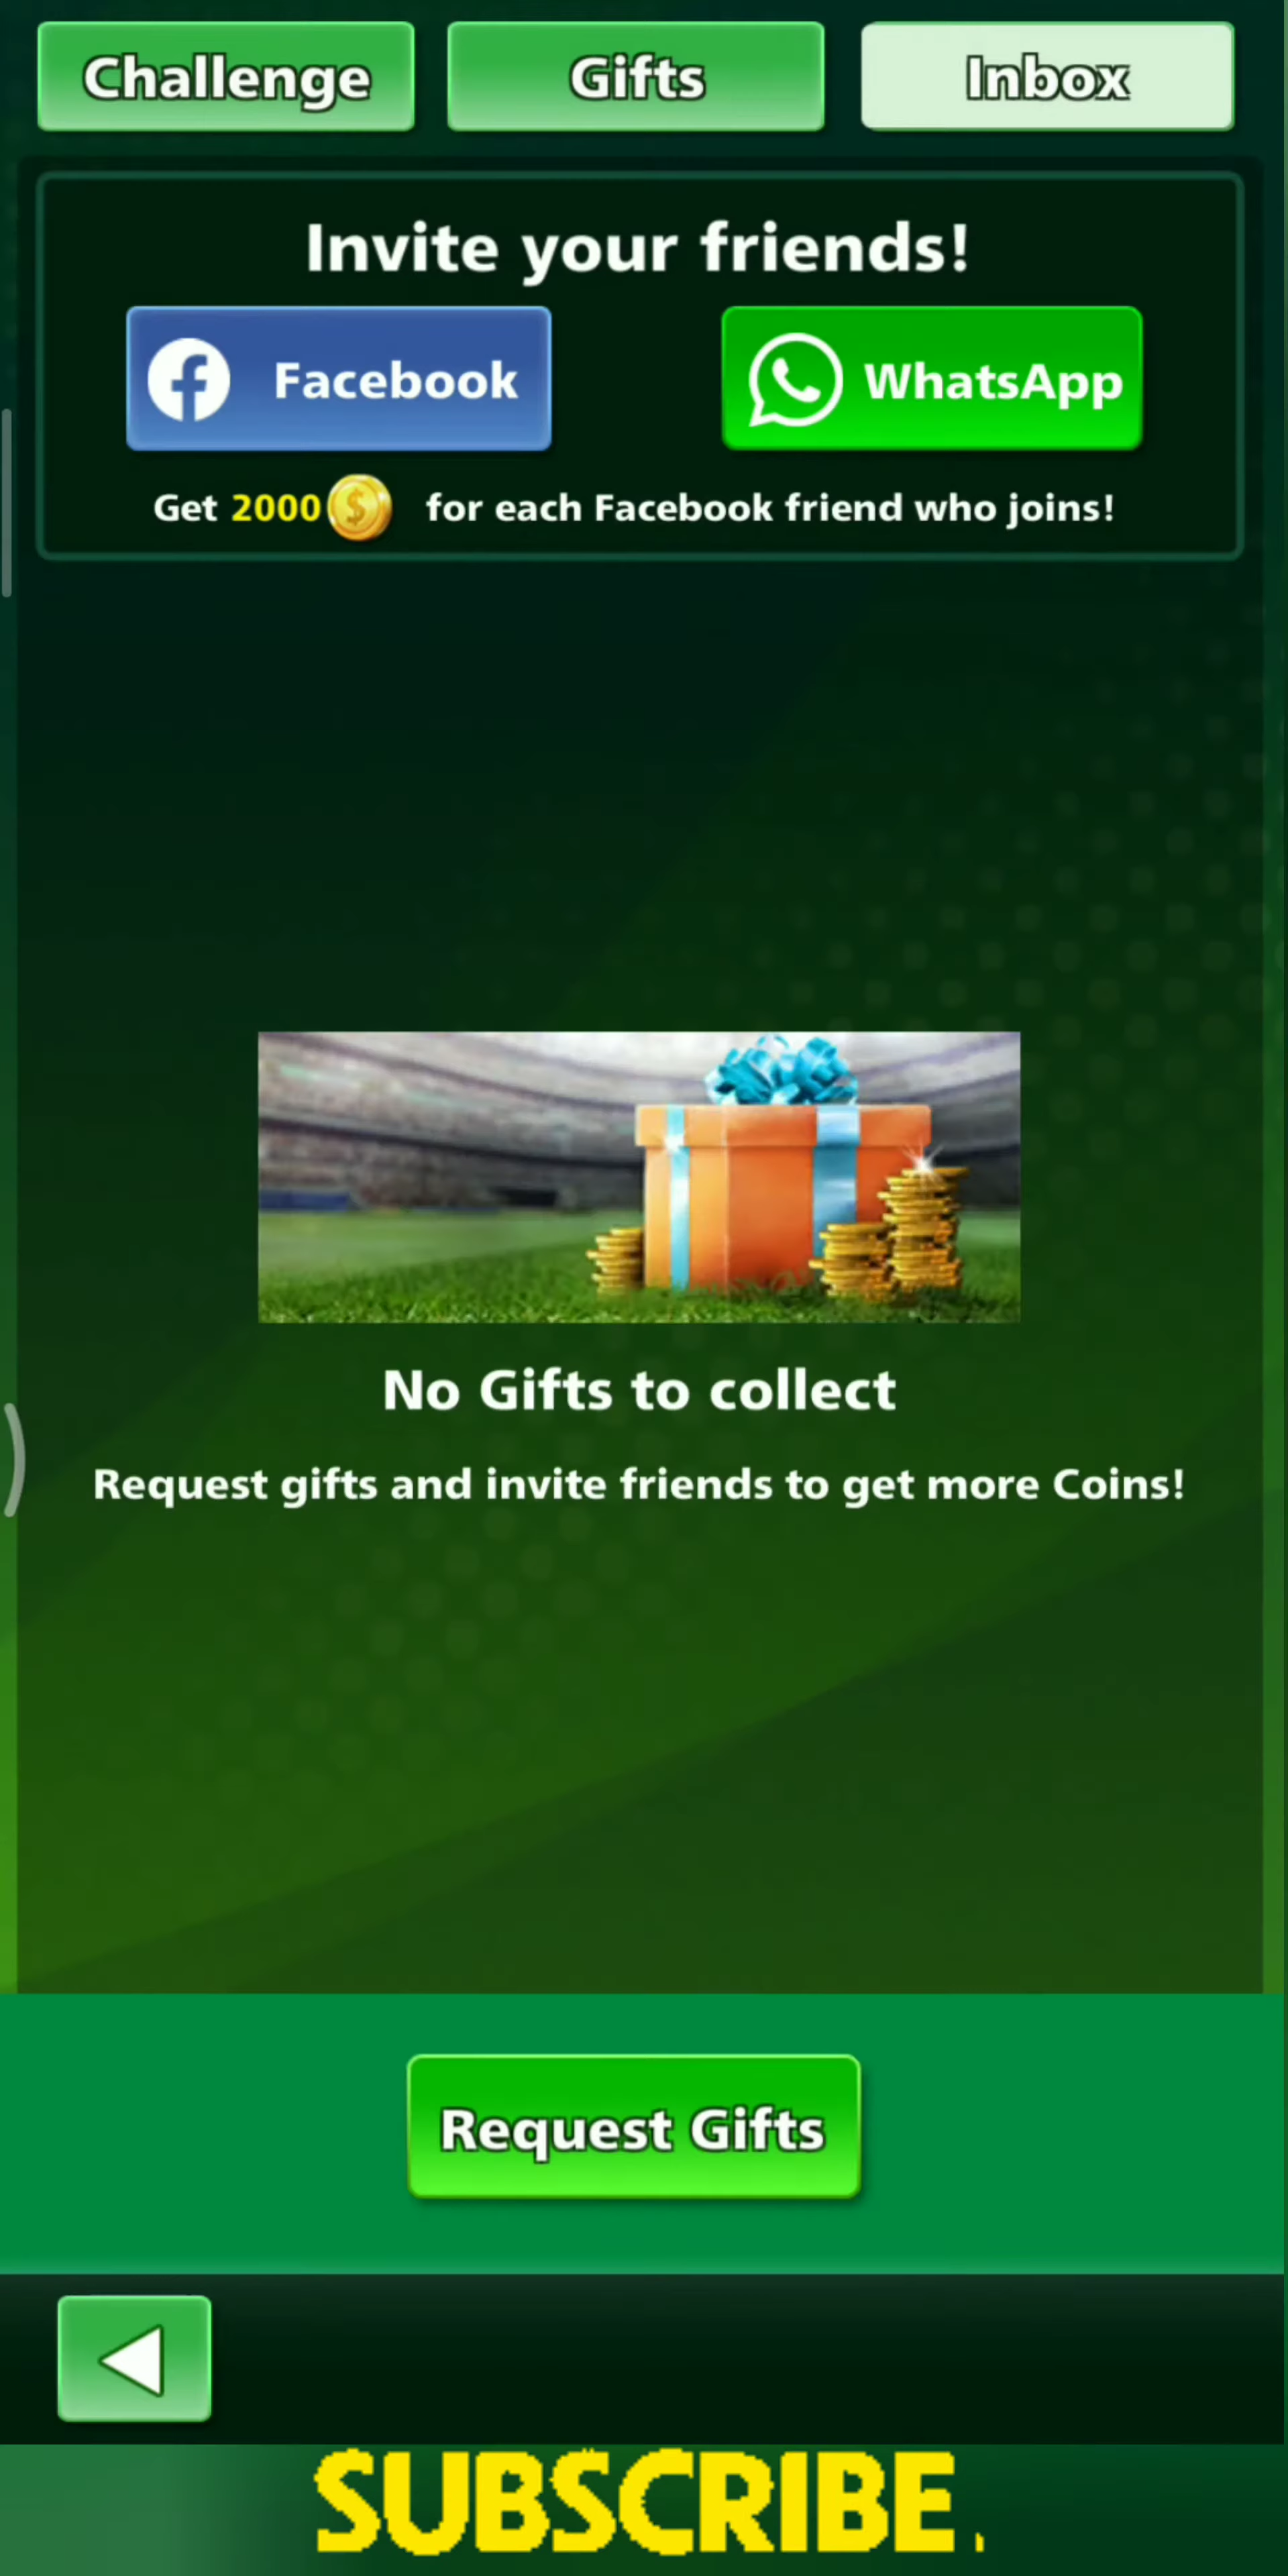 Challenge
Gifts
Inbox
Invite your friends!
Facebook
WhatsApp
Get 2000 for each Facebook friend who joins!
No Gifts to collect
Request gifts and invite friends to get more Coins!
Request Gifts
SUBSCRIBE.